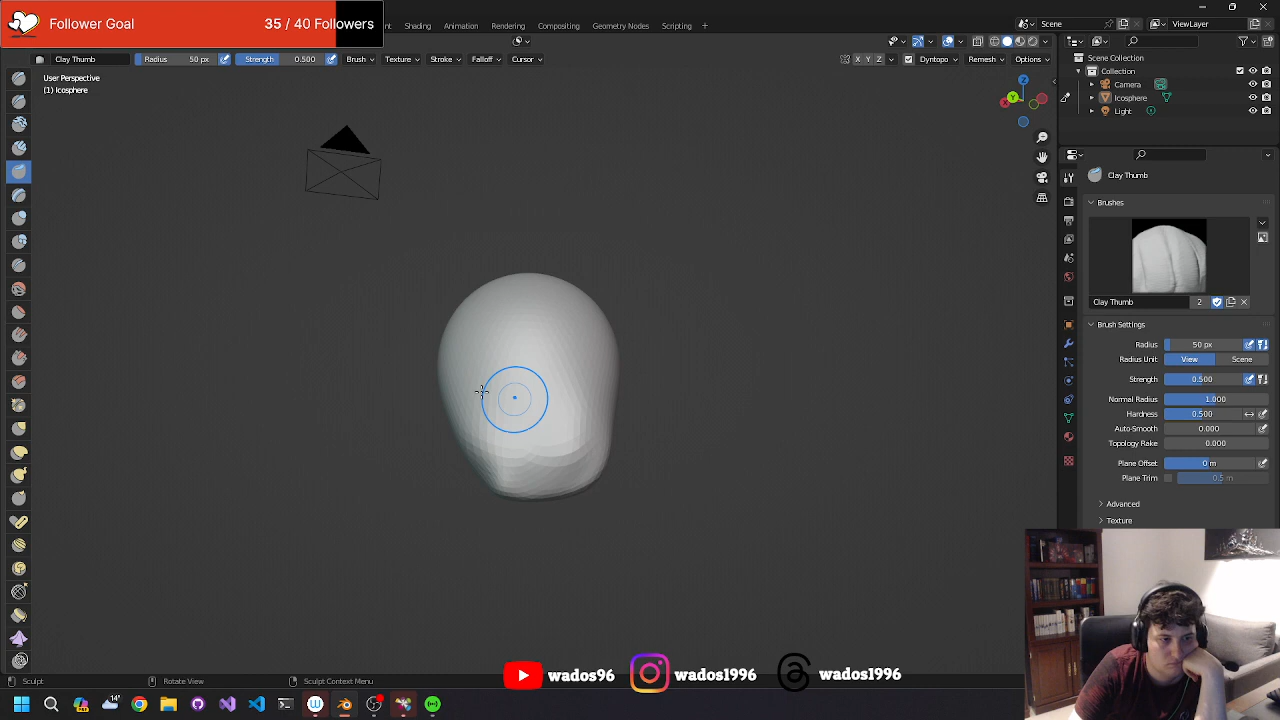 Follower Goal 35 / 40 Followers
Shading Animation Rendering Compositing Geometry Nodes Scripting +
Scene ViewLayer
Clay Thumb Radius 50 px Strength 0.500 Brush Texture Stroke Falloff Cursor X Y Z Dyntopo Remesh Options
User Perspective
(1) Icosphere
Scene Collection
Collection
Camera
Icosphere
Light
Z
Y
X
Clay Thumb
Brushes
Clay Thumb 2
Brush Settings
Radius 50 px
Radius Unit View Scene
Strength 0.500
Normal Radius 1.000
Hardness 0.500
Auto-Smooth 0.000
Topology Rake 0.000
Plane Offset 0 m
Plane Trim 0.5 m
Advanced
Texture
wados96 wados1996 wados1996
Sculpt Rotate View Sculpt Context Menu
14°